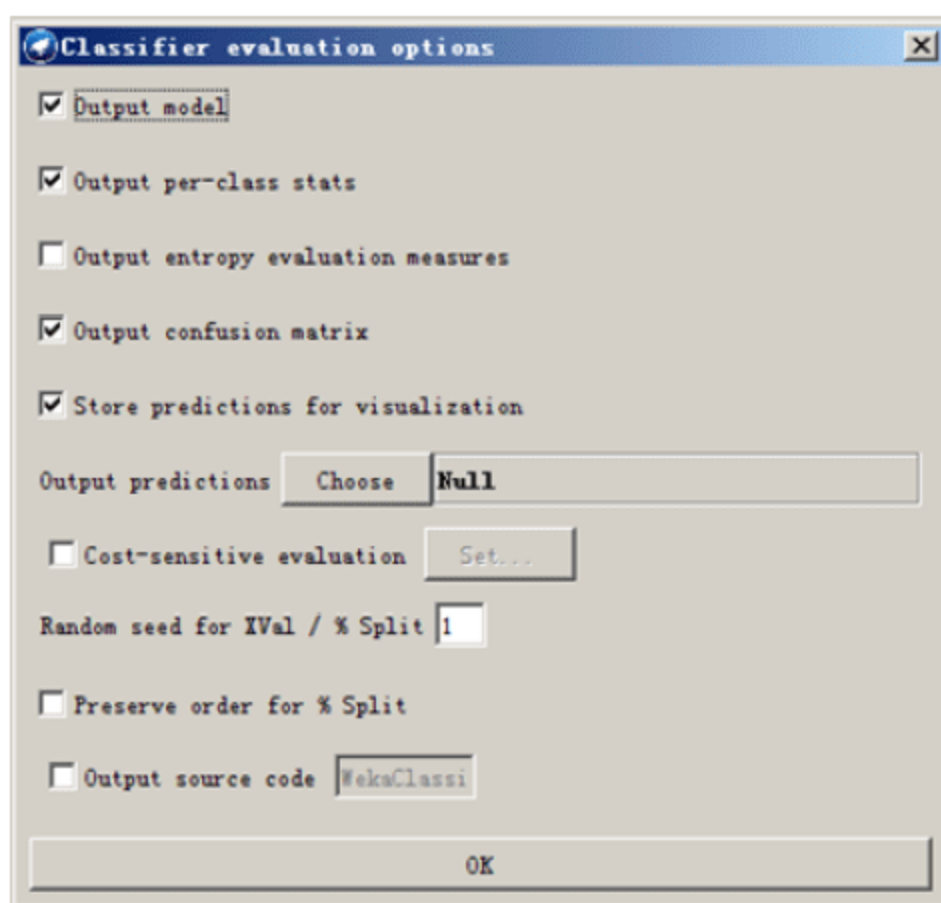 Classifier evaluation options
Output model
Output per-class stats
Output entropy evaluation measures
Output confusion matrix
Store predictions for visualization
Output predictions Choose Null
Cost-sensitive evaluation Set...
Random seed for XVal / % Split 1
Preserve order for % Split
Output source code WekaClassi
OK